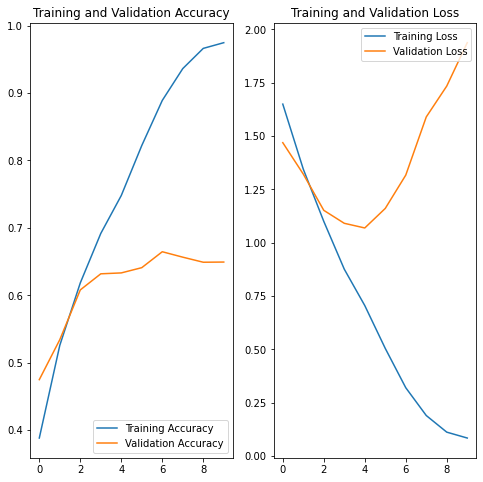 Training and Validation Accuracy
1.0
0.9
0.8
0.7
0.6
0.5
0.4
0 2 4 6 8
Training Accuracy
Validation Accuracy
Training and Validation Loss
2.00
1.75
1.50
1.25
1.00
0.75
0.50
0.25
0.00
0 2 4 6 8
Training Loss
Validation Loss